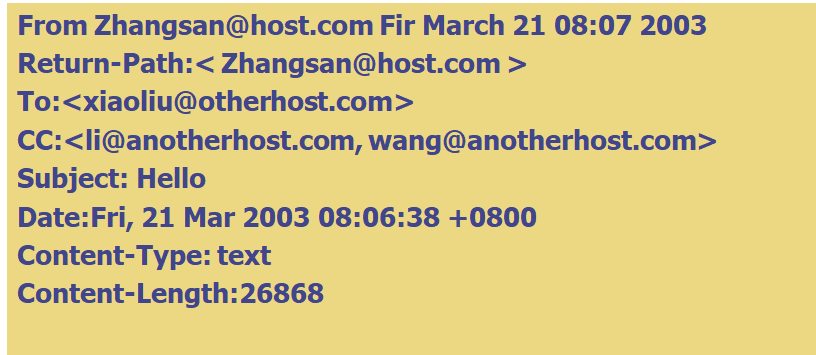 From Zhangsan@host.com Fir March 21 08:07 2003
Return-Path:< Zhangsan@host.com >
To:<xiaoliu@otherhost.com>
CC:<li@anotherhost.com, wang@anotherhost.com>
Subject: Hello
Date:Fri, 21 Mar 2003 08:06:38 +0800
Content-Type: text
Content-Length:26868